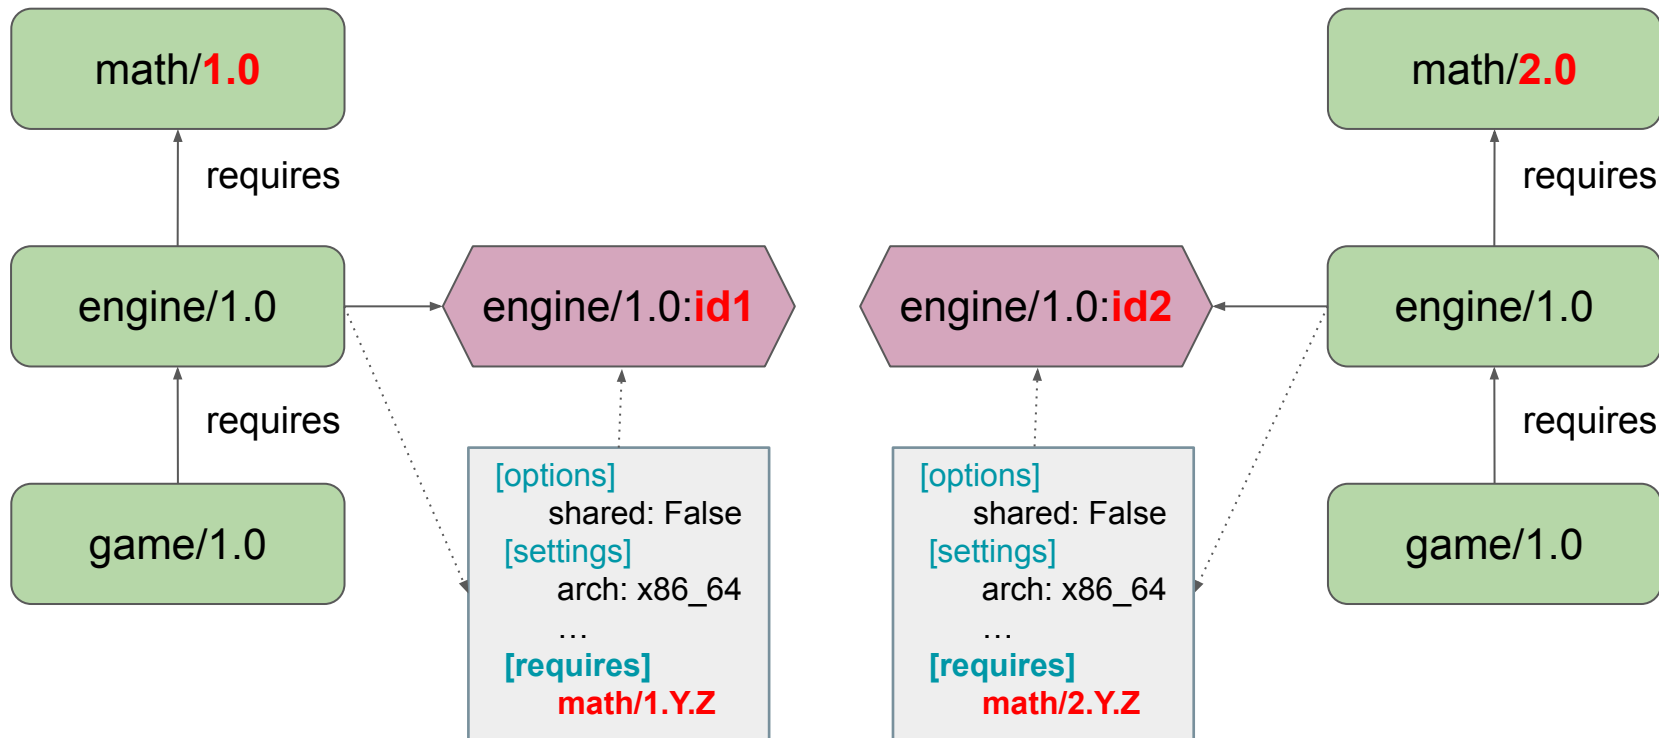 math/1.0
requires
engine/1.0
engine/1.0:id1
requires
game/1.0
[options]
shared: False
[settings]
arch: x86_64
…
[requires]
math/1.Y.Z
math/2.0
requires
engine/1.0:id2
engine/1.0
requires
[options]
shared: False
[settings]
arch: x86_64
…
[requires]
math/2.Y.Z
game/1.0